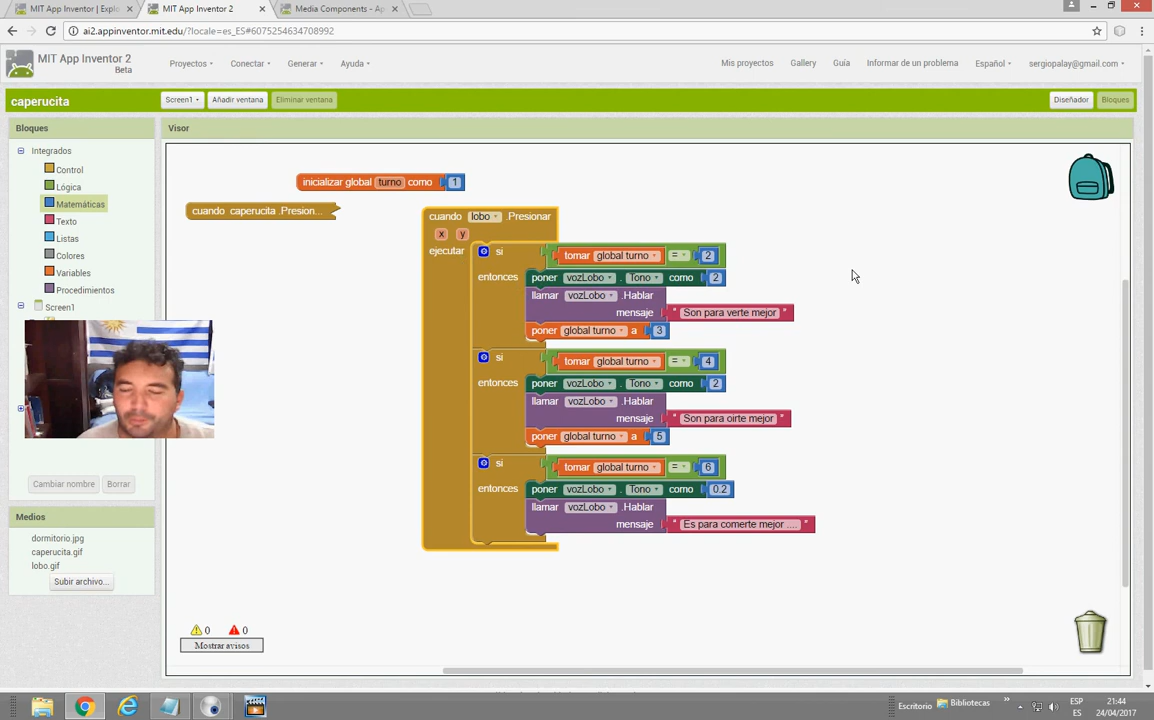 MIT App Inventor | Explo
MIT App Inventor 2
Media Components - Ap
ai2.appinventor.mit.edu/?locale=es_ES#6075254634708992
MIT App Inventor 2
Beta
Proyectos
Conectar
Generar
Ayuda
Mis proyectos
Gallery
Guía
Informar de un problema
Español
sergiopalay@gmail.com
caperucita
Screen1
Añadir ventana
Eliminar ventana
Diseñador
Bloques
Bloques
Visor
Integrados
Control
Lógica
Matemáticas
Texto
Listas
Colores
Variables
Procedimientos
Screen1
Cambiar nombre
Borrar
Medios
dormitorio.jpg
caperucita.gif
lobo.gif
Subir archivo...
inicializar global turno como 1
cuando caperucita .Presion...
cuando lobo .Presionar
x y
ejecutar si tomar global turno = 2
entonces poner vozLobo . Tono como 2
llamar vozLobo .Hablar
mensaje " Son para verte mejor "
poner global turno a 3
si tomar global turno = 4
entonces poner vozLobo . Tono como 2
llamar vozLobo .Hablar
mensaje " Son para oirte mejor "
poner global turno a 5
si tomar global turno = 6
entonces poner vozLobo . Tono como 0.2
llamar vozLobo .Hablar
mensaje " Es para comerte mejor .... "
0 0
Mostrar avisos
Escritorio
Bibliotecas
»
ESP
ES
21:44
24/04/2017